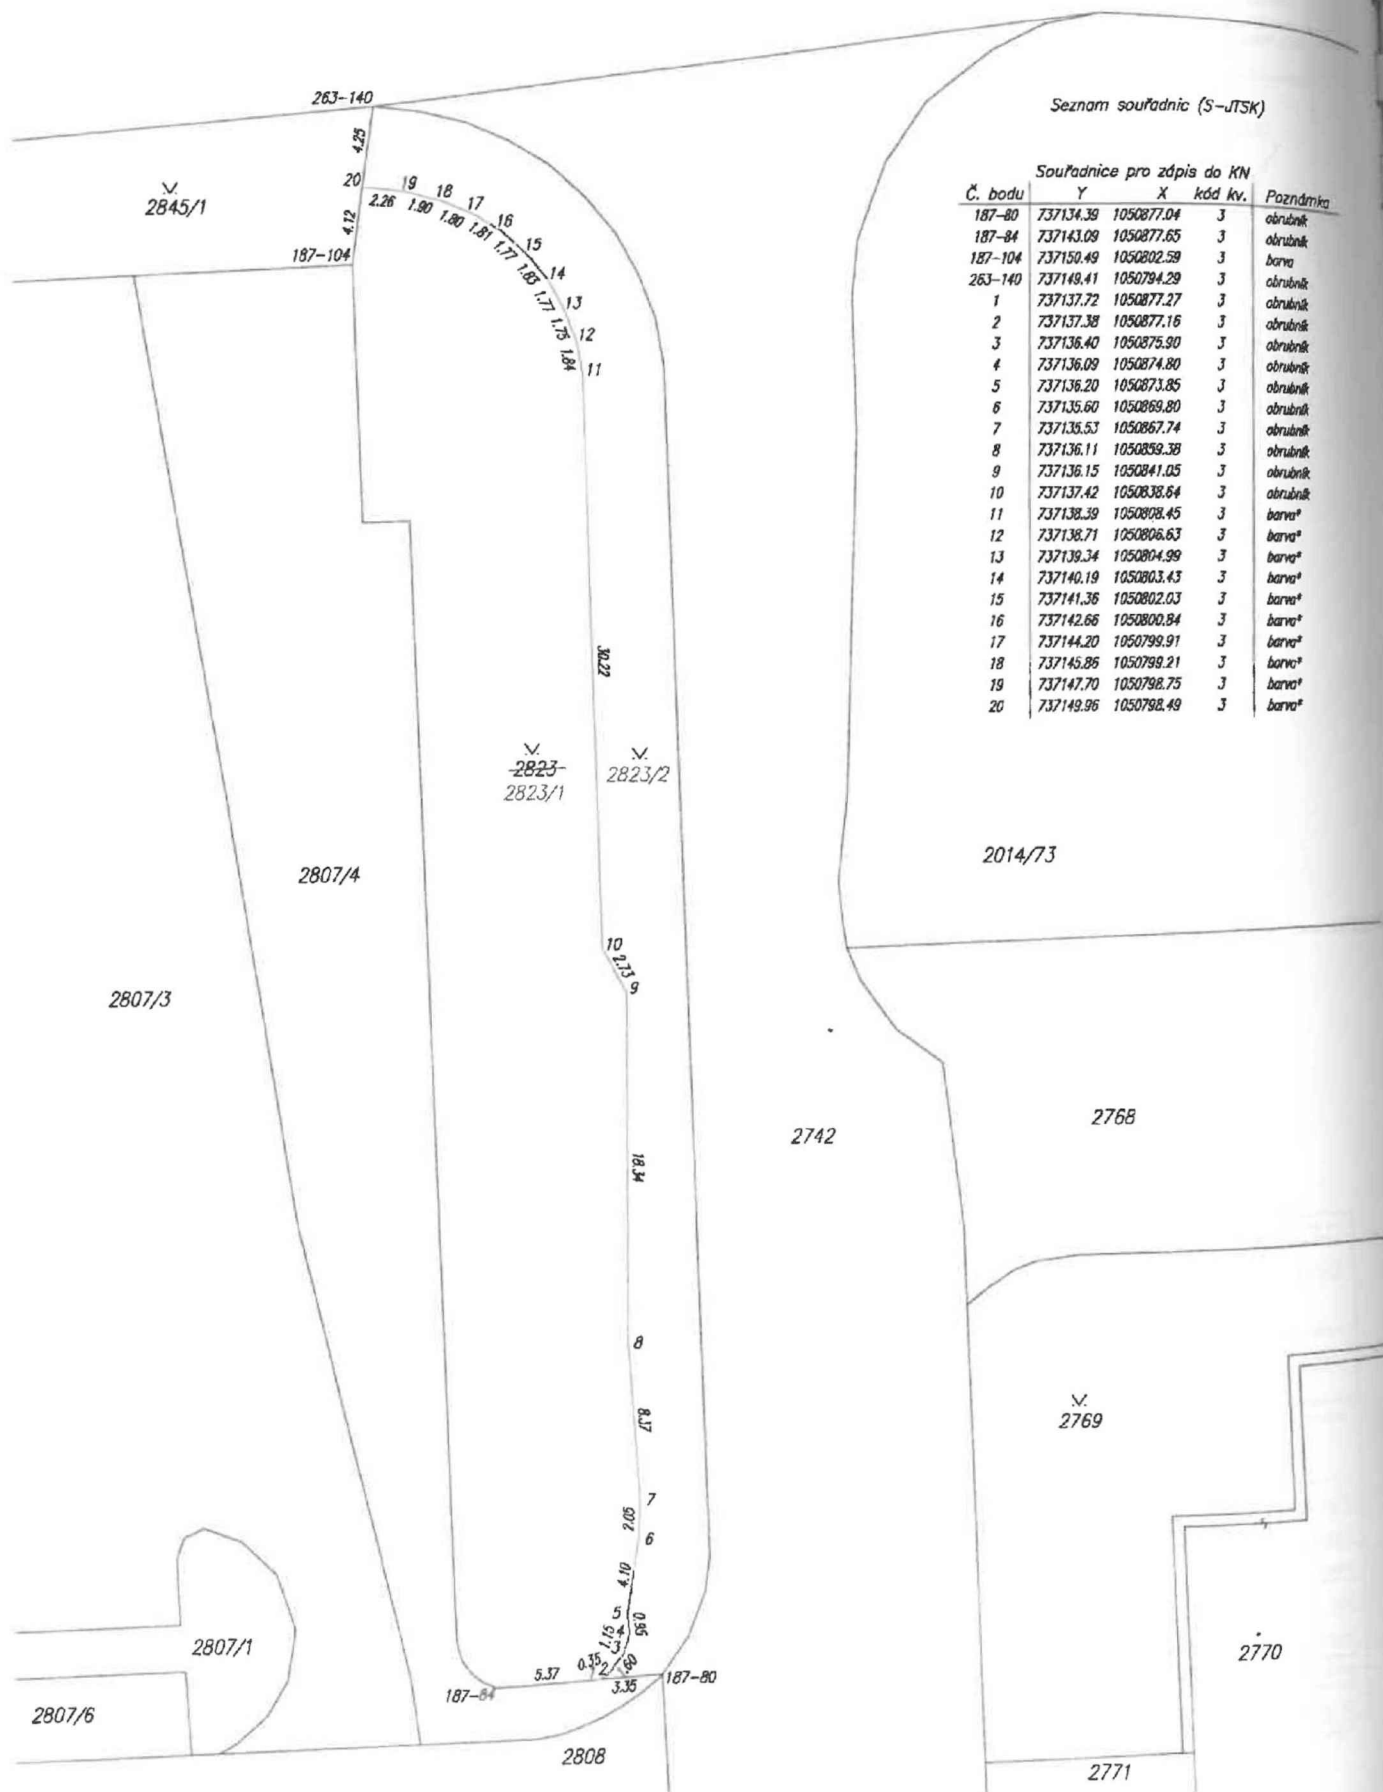 Seznam souřadnic (S-JTSK)
Souřadnice pro zápis do KN
Č. bodu Y X kód kv. Poznámka
187-80 737134.39 1050877.04 3 obrubník
187-84 737143.09 1050877.65 3 obrubník
187-104 737150.49 1050802.59 3 barva
263-140 737149.41 1050794.29 3 obrubník
1 737137.72 1050877.27 3 obrubník
2 737137.38 1050877.16 3 obrubník
3 737136.40 1050875.90 3 obrubník
4 737136.09 1050874.80 3 obrubník
5 737136.20 1050873.85 3 obrubník
6 737135.60 1050869.80 3 obrubník
7 737135.53 1050867.74 3 obrubník
8 737136.11 1050859.38 3 obrubník
9 737136.15 1050841.05 3 obrubník
10 737137.42 1050838.64 3 obrubník
11 737138.39 1050808.45 3 barva*
12 737138.71 1050806.63 3 barva*
13 737139.34 1050804.99 3 barva*
14 737140.19 1050803.43 3 barva*
15 737141.36 1050802.03 3 barva*
16 737142.66 1050800.84 3 barva*
17 737144.20 1050799.91 3 barva*
18 737145.86 1050799.21 3 barva*
19 737147.70 1050798.75 3 barva*
20 737149.96 1050798.49 3 barva*
263-140
4.25
20
4.12
187-104
2845/1
19
18
17
16
15
14
13
12
11
2.26
1.90
1.80
1.81
1.77
1.83
1.77
1.75
1.84
30.22
2823
2823/1
2823/2
2014/73
2807/4
10
2.73
9
2807/3
2742
2768
18.34
8
8.37
2769
7
2.05
6
4.10
5
0.95
4
1.15
3
.60
0.35
2
5.37
3.35
187-84
187-80
2807/1
2770
2807/6
2808
2771